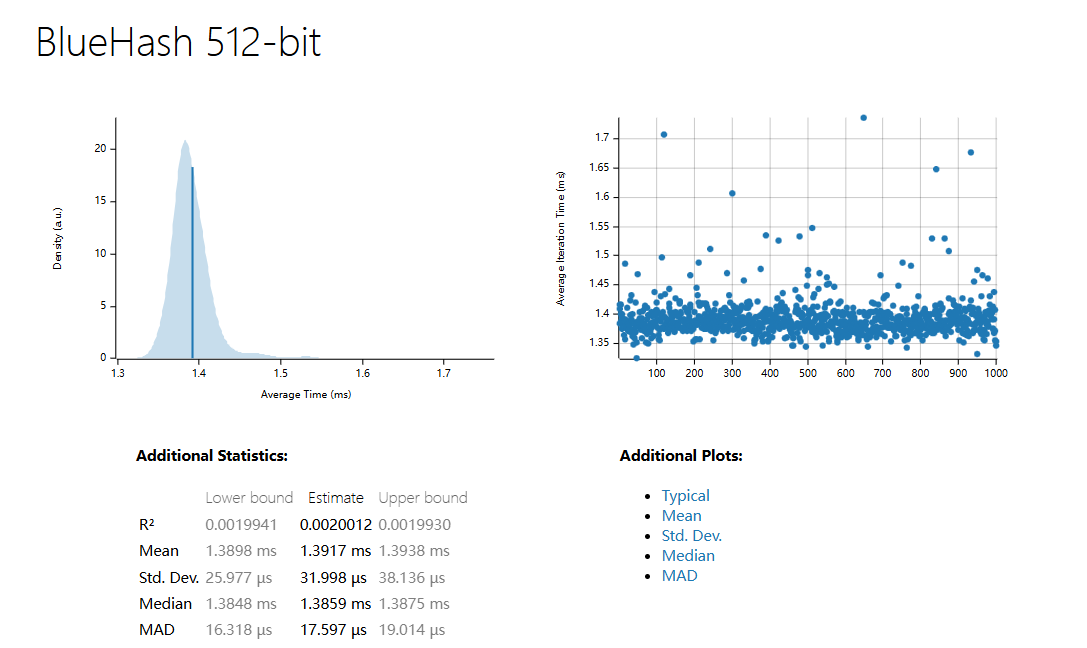 BlueHash 512-bit
Density (a.u.)
20
15
10
5
0
1.3 1.4 1.5 1.6 1.7
Average Time (ms)
Average Iteration Time (ms)
1.7
1.65
1.6
1.55
1.5
1.45
1.4
1.35
100 200 300 400 500 600 700 800 900 1000
Additional Statistics:
Lower bound Estimate Upper bound
R² 0.0019941 0.0020012 0.0019930
Mean 1.3898 ms 1.3917 ms 1.3938 ms
Std. Dev. 25.977 µs 31.998 µs 38.136 µs
Median 1.3848 ms 1.3859 ms 1.3875 ms
MAD 16.318 µs 17.597 µs 19.014 µs
Additional Plots:
Typical
Mean
Std. Dev.
Median
MAD